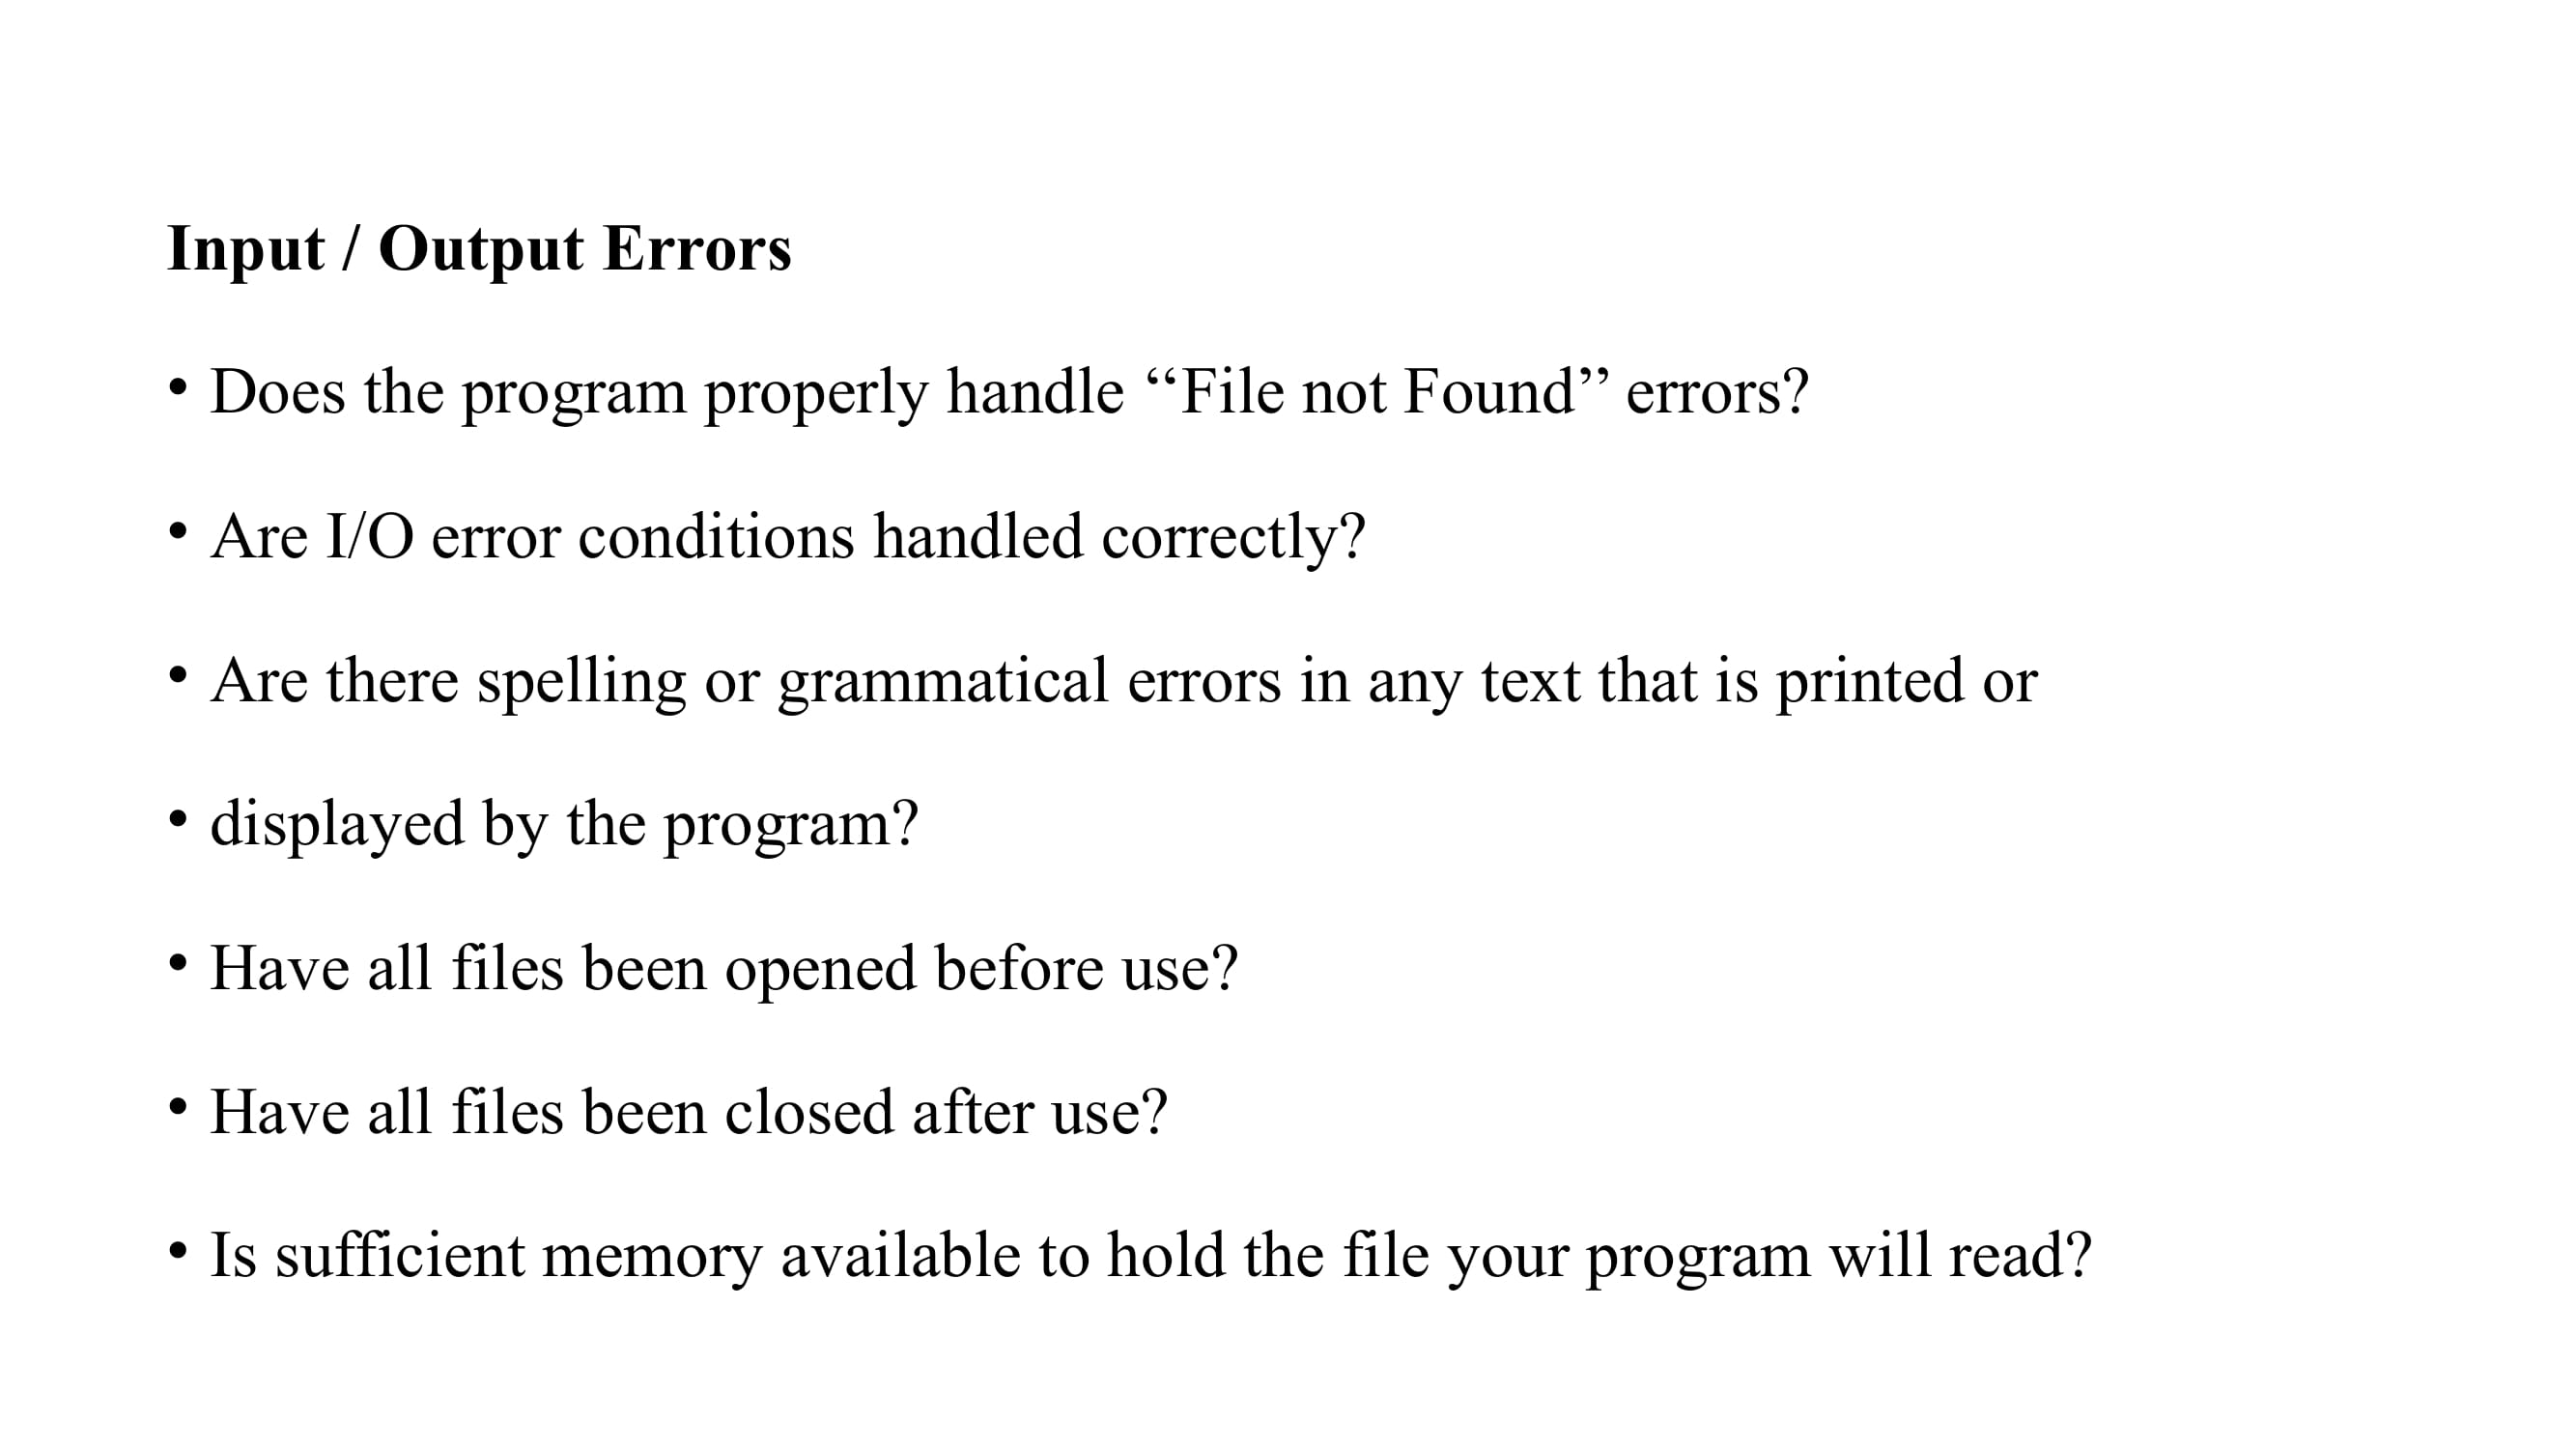 Input / Output Errors
• Does the program properly handle ‘‘File not Found’’ errors?
• Are I/O error conditions handled correctly?
• Are there spelling or grammatical errors in any text that is printed or
• displayed by the program?
• Have all files been opened before use?
• Have all files been closed after use?
• Is sufficient memory available to hold the file your program will read?